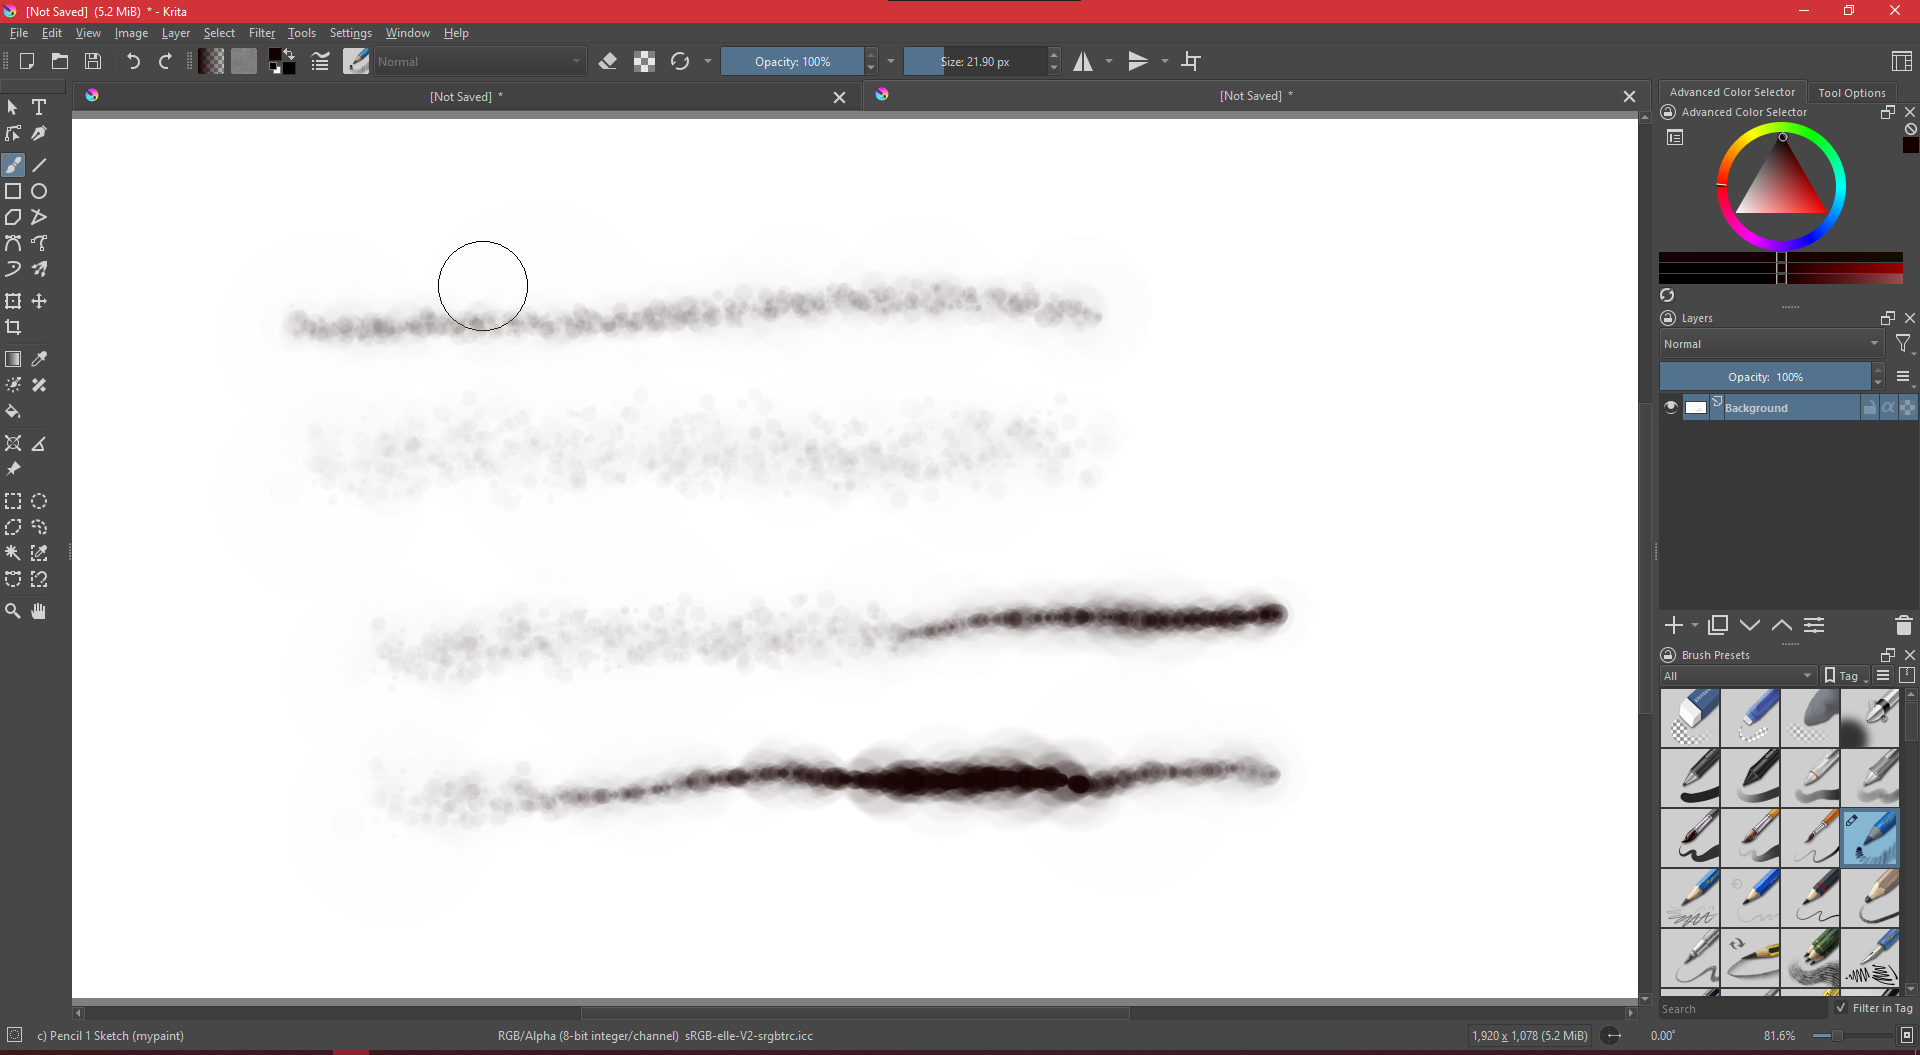 [Not Saved]  (5.2 MiB)  * - Krita
File Edit View Image Layer Select Filter Tools Settings Window Help
Normal Opacity: 100% Size: 21.90 px
[Not Saved]  * [Not Saved]  *
Advanced Color Selector Tool Options
Advanced Color Selector
Layers
Normal
Opacity:  100%
Background
Brush Presets
All Tag
Search Filter in Tag
c) Pencil 1 Sketch (mypaint) RGB/Alpha (8-bit integer/channel)  sRGB-elle-V2-srgbtrc.icc 1,920 x 1,078 (5.2 MiB) 0.00° 81.6%